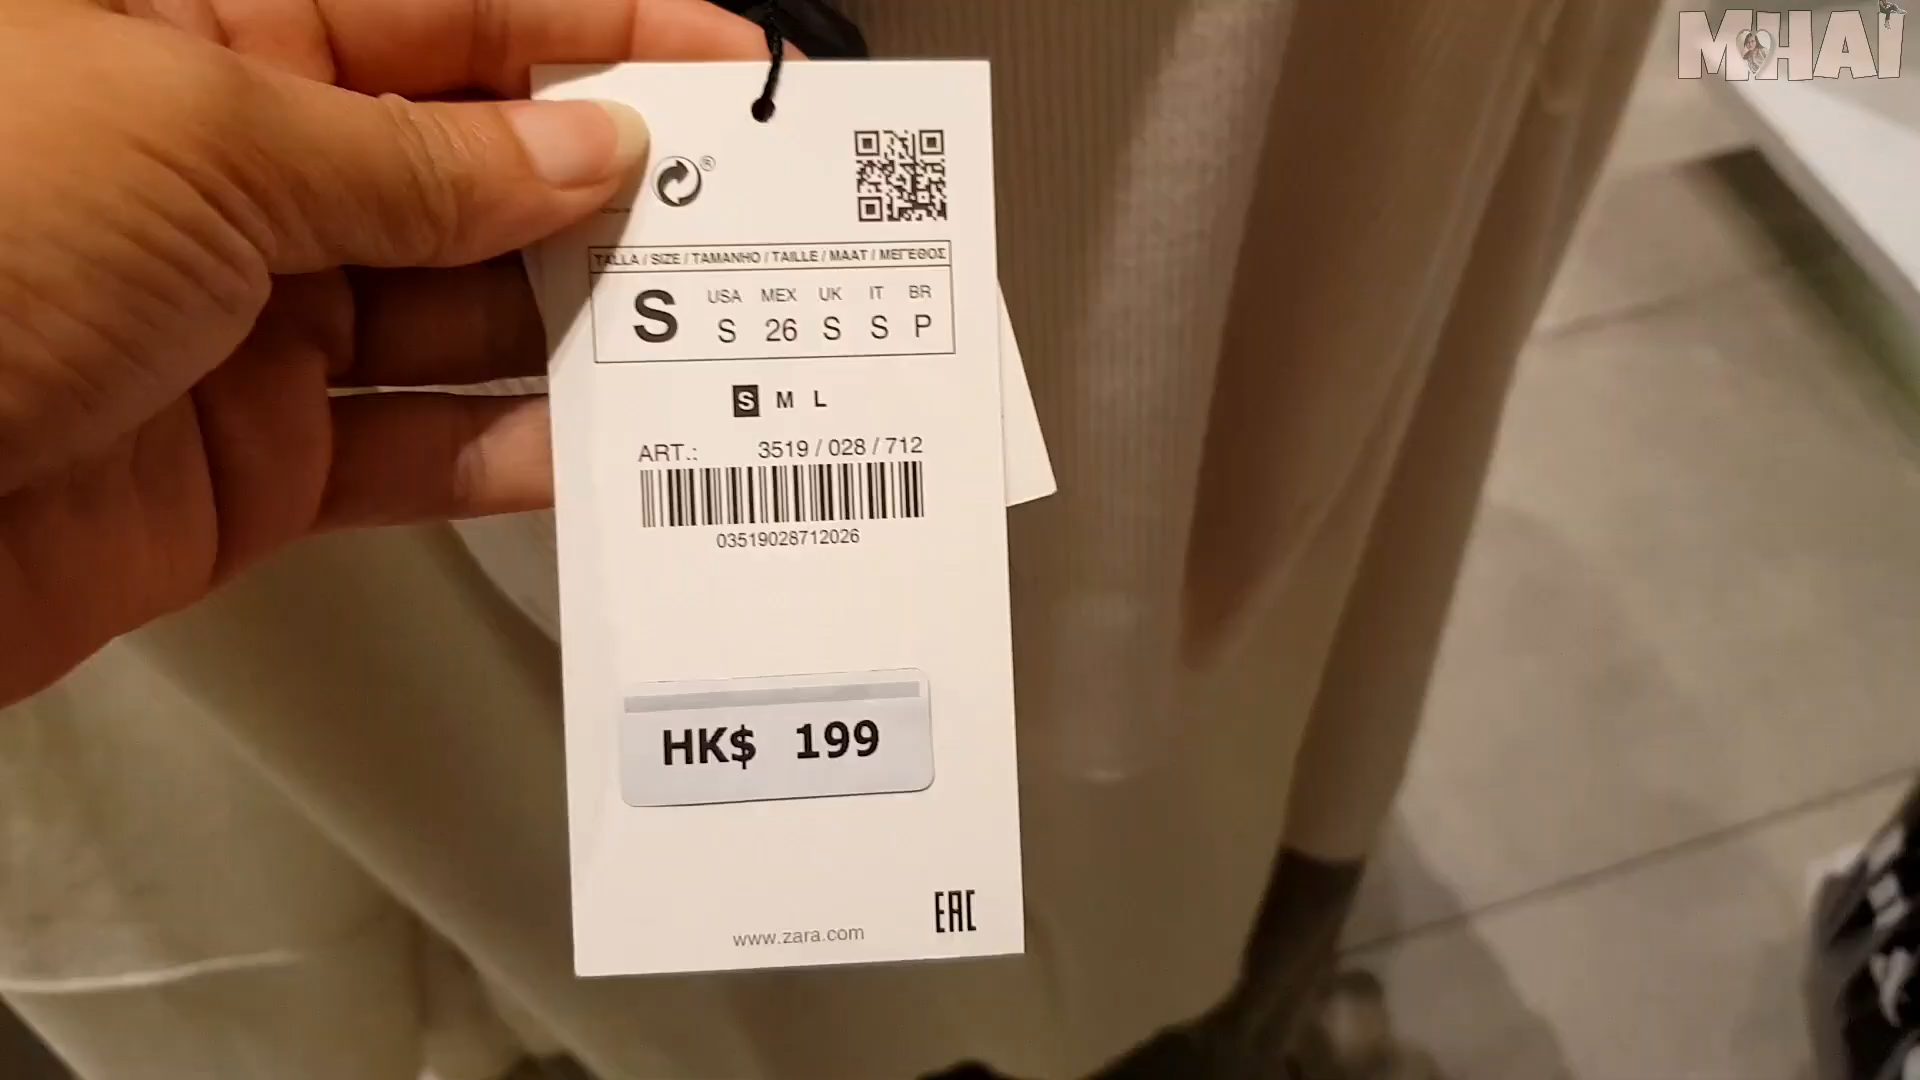 MHAI
®
TALLA / SIZE / TAMANHO / TAILLE / MAAT / ΜΕΓΕΘΟΣ
S
USA MEX UK IT BR
S 26 S S P
S M L
ART.: 3519 / 028 / 712
03519028712026
HK$ 199
EAC
www.zara.com